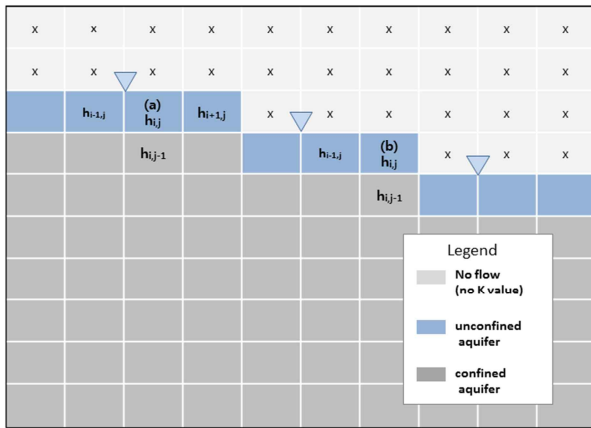 x x x x x x x x x x
x x x x x x x x x x
(a)
hi-1,j hi,j hi+1,j x x x x x x
(b)
hi,j-1 hi-1,j hi,j x x x
hi,j-1
Legend
No flow
(no K value)
unconfined
aquifer
confined
aquifer